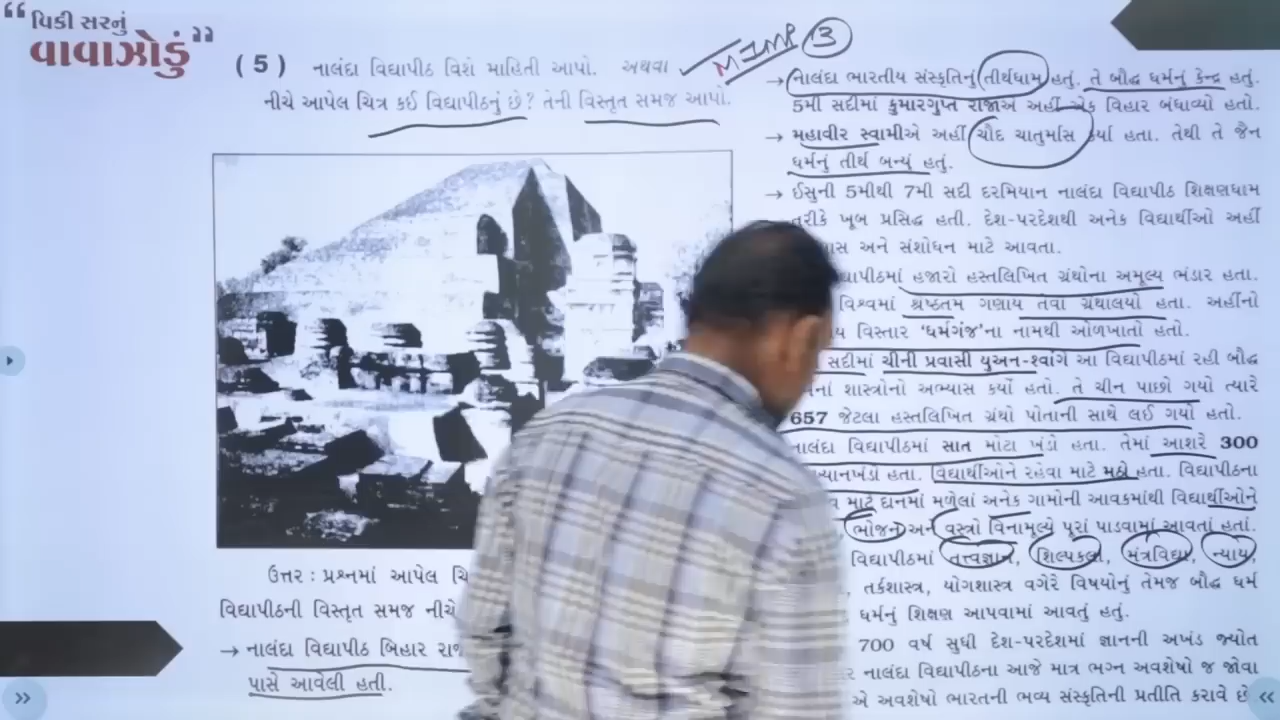 “ વિકી સરનું
વાવાઝોડું ”
( 5 ) નાલંદા વિદ્યાપીઠ વિશે માહિતી આપો. અથવા
નીચે આપેલ ચિત્ર કઈ વિદ્યાપીઠનું છે? તેની વિસ્તૃત સમજ આપો.
M-IMP 3
ઉત્તર : પ્રશ્નમાં આપેલ
વિદ્યાપીઠની વિસ્તૃત સમજ નીચે
→ નાલંદા વિદ્યાપીઠ બિહાર
પાસે આવેલી હતી.
→ નાલંદા ભારતીય સંસ્કૃતિનું તીર્થધામ હતું. તે બૌદ્ધ ધર્મનું કેન્દ્ર હતું.
5મી સદીમાં કુમારગુપ્ત રાજાએ અહીં એક વિહાર બંધાવ્યો હતો.
→ મહાવીર સ્વામીએ અહીં ચૌદ ચાતુર્માસ કર્યા હતા. તેથી તે જૈન
ધર્મનું તીર્થ બન્યું હતું.
→ ઈસુની 5મીથી 7મી સદી દરમિયાન નાલંદા વિદ્યાપીઠ શિક્ષણધામ
તરીકે ખૂબ પ્રસિદ્ધ હતી. દેશ-પરદેશથી અનેક વિદ્યાર્થીઓ અહીં
અને સંશોધન માટે આવતા.
હજારો હસ્તલિખિત ગ્રંથોના અમૂલ્ય ભંડાર હતા.
વિશ્વમાં શ્રેષ્ઠતમ ગણાય તેવા ગ્રંથાલયો હતા. અહીંનો
વિસ્તાર ‘ધર્મગંજ’ના નામથી ઓળખાતો હતો.
સદીમાં ચીની પ્રવાસી યુઅન-શ્વાંગે આ વિદ્યાપીઠમાં રહી બૌદ્ધ
શાસ્ત્રોનો અભ્યાસ કર્યો હતો. તે ચીન પાછો ગયો ત્યારે
657 જેટલા હસ્તલિખિત ગ્રંથો પોતાની સાથે લઈ ગયો હતો.
નાલંદા વિદ્યાપીઠમાં સાત મોટા ખંડો હતા. તેમાં આશરે 300
હતા. વિદ્યાર્થીઓને રહેવા માટે મઠો હતા. વિદ્યાપીઠના
માટે દાનમાં મળેલાં અનેક ગામોની આવકમાંથી વિદ્યાર્થીઓને
ભોજન અને વસ્ત્રો વિનામૂલ્યે પૂરાં પાડવામાં આવતાં હતાં.
વિદ્યાપીઠમાં તત્ત્વજ્ઞાન, શિલ્પકલા, મંત્રવિદ્યા, ન્યાય,
, તર્કશાસ્ત્ર, યોગશાસ્ત્ર વગેરે વિષયોનું તેમજ બૌદ્ધ ધર્મ
ધર્મનું શિક્ષણ આપવામાં આવતું હતું.
700 વર્ષ સુધી દેશ-પરદેશમાં જ્ઞાનની અખંડ જ્યોત
નાલંદા વિદ્યાપીઠના આજે માત્ર ભગ્ન અવશેષો જ જોવા
એ અવશેષો ભારતની ભવ્ય સંસ્કૃતિની પ્રતીતિ કરાવે છે